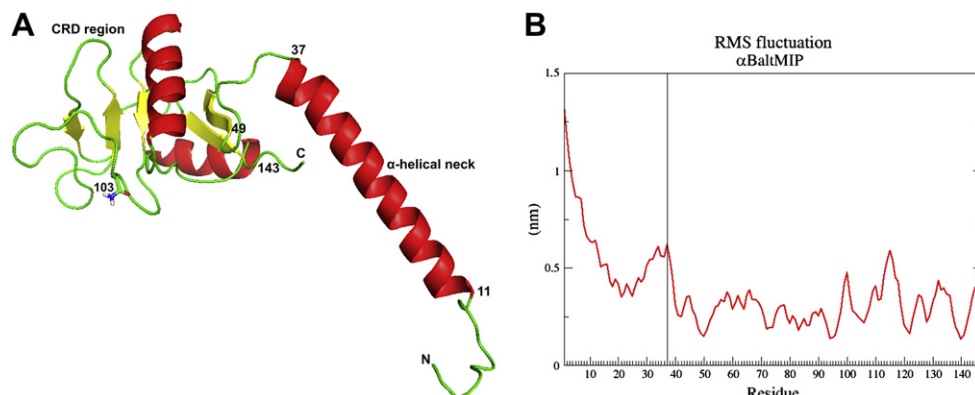 A
CRD region
37
49
C
143
α-helical neck
103
11
N
B
RMS fluctuation
αBaltMIP
1.5
1
0.5
0
(nm)
10 20 30 40 50 60 70 80 90 100 110 120 130 140
Residue